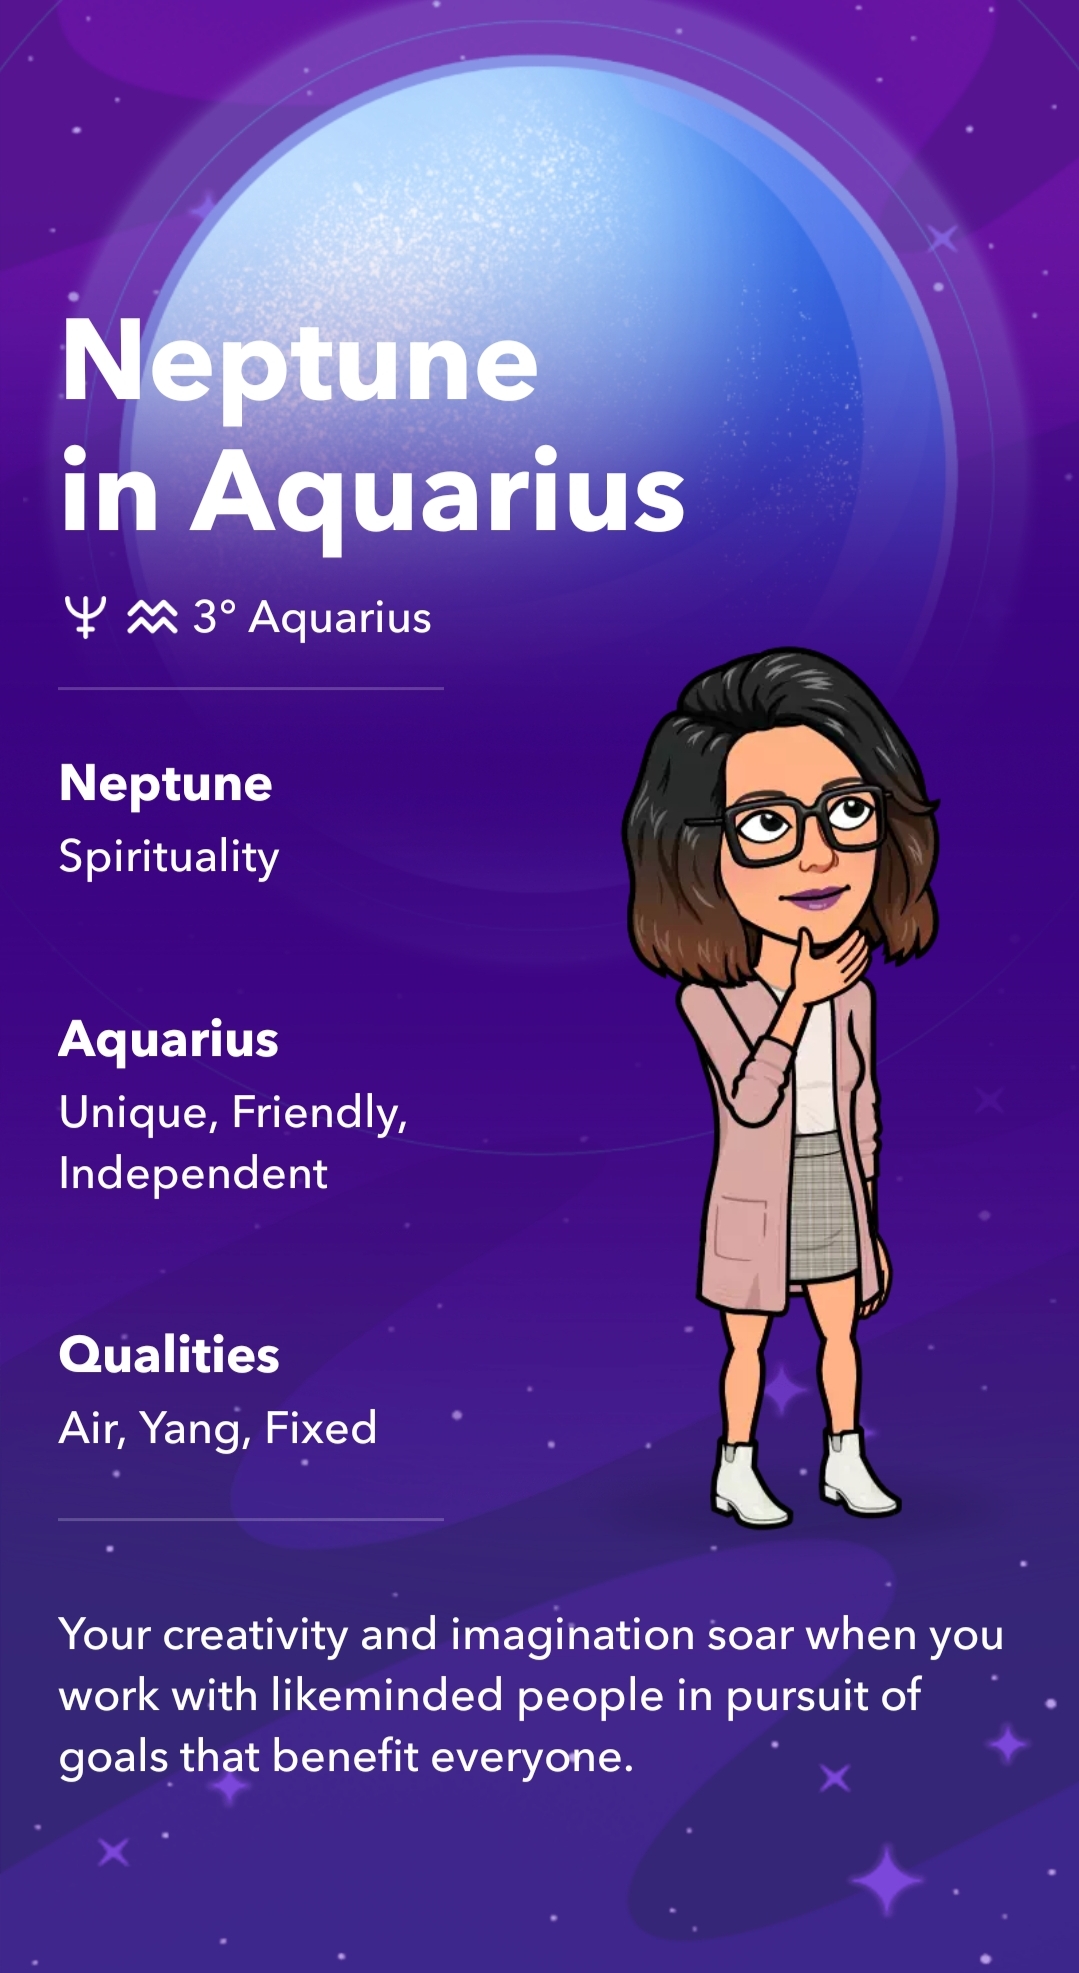 Neptune
in Aquarius
♆ ♒ 3° Aquarius
Neptune
Spirituality
Aquarius
Unique, Friendly,
Independent
Qualities
Air, Yang, Fixed
Your creativity and imagination soar when you
work with likeminded people in pursuit of
goals that benefit everyone.